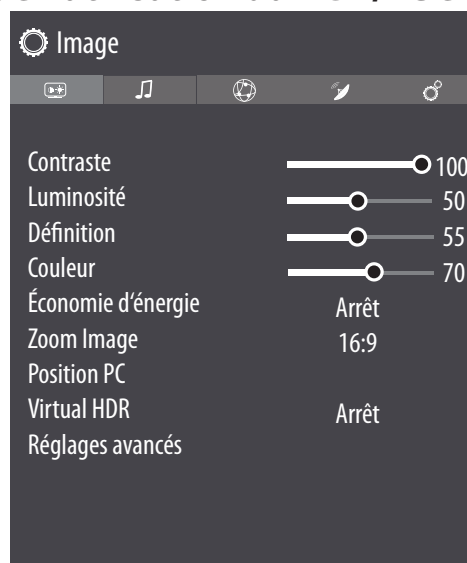 Image
Contraste 100
Luminosité 50
Définition 55
Couleur 70
Économie d‘énergie Arrêt
Zoom Image 16:9
Position PC
Virtual HDR Arrêt
Réglages avancés